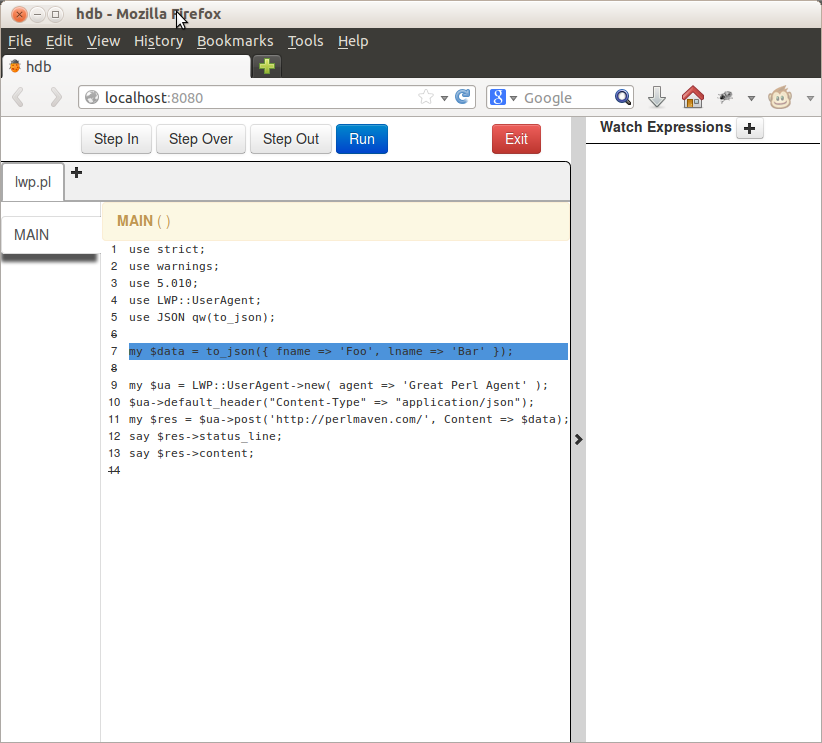 hdb - Mozilla Firefox
File Edit View History Bookmarks Tools Help
hdb
localhost:8080 Google
Step In Step Over Step Out Run Exit
Watch Expressions
lwp.pl
MAIN
MAIN ( )
1 use strict;
2 use warnings;
3 use 5.010;
4 use LWP::UserAgent;
5 use JSON qw(to_json);
6
7 my $data = to_json({ fname => 'Foo', lname => 'Bar' });
8
9 my $ua = LWP::UserAgent->new( agent => 'Great Perl Agent' );
10 $ua->default_header("Content-Type" => "application/json");
11 my $res = $ua->post('http://perlmaven.com/', Content => $data);
12 say $res->status_line;
13 say $res->content;
14